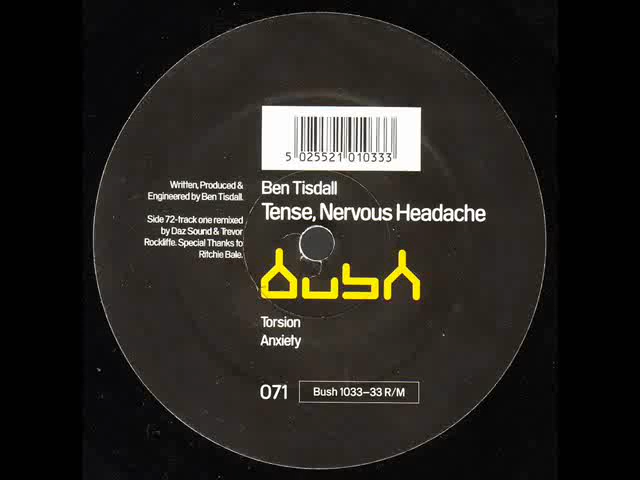 5 025521 010333
Written, Produced &
Engineered by Ben Tisdall.
Side 72-track one remixed
by Daz Sound & Trevor
Rockliffe. Special Thanks to
Ritchie Bale.
Ben Tisdall
Tense, Nervous Headache
bush
Torsion
Anxiety
071
Bush 1033–33 R/M